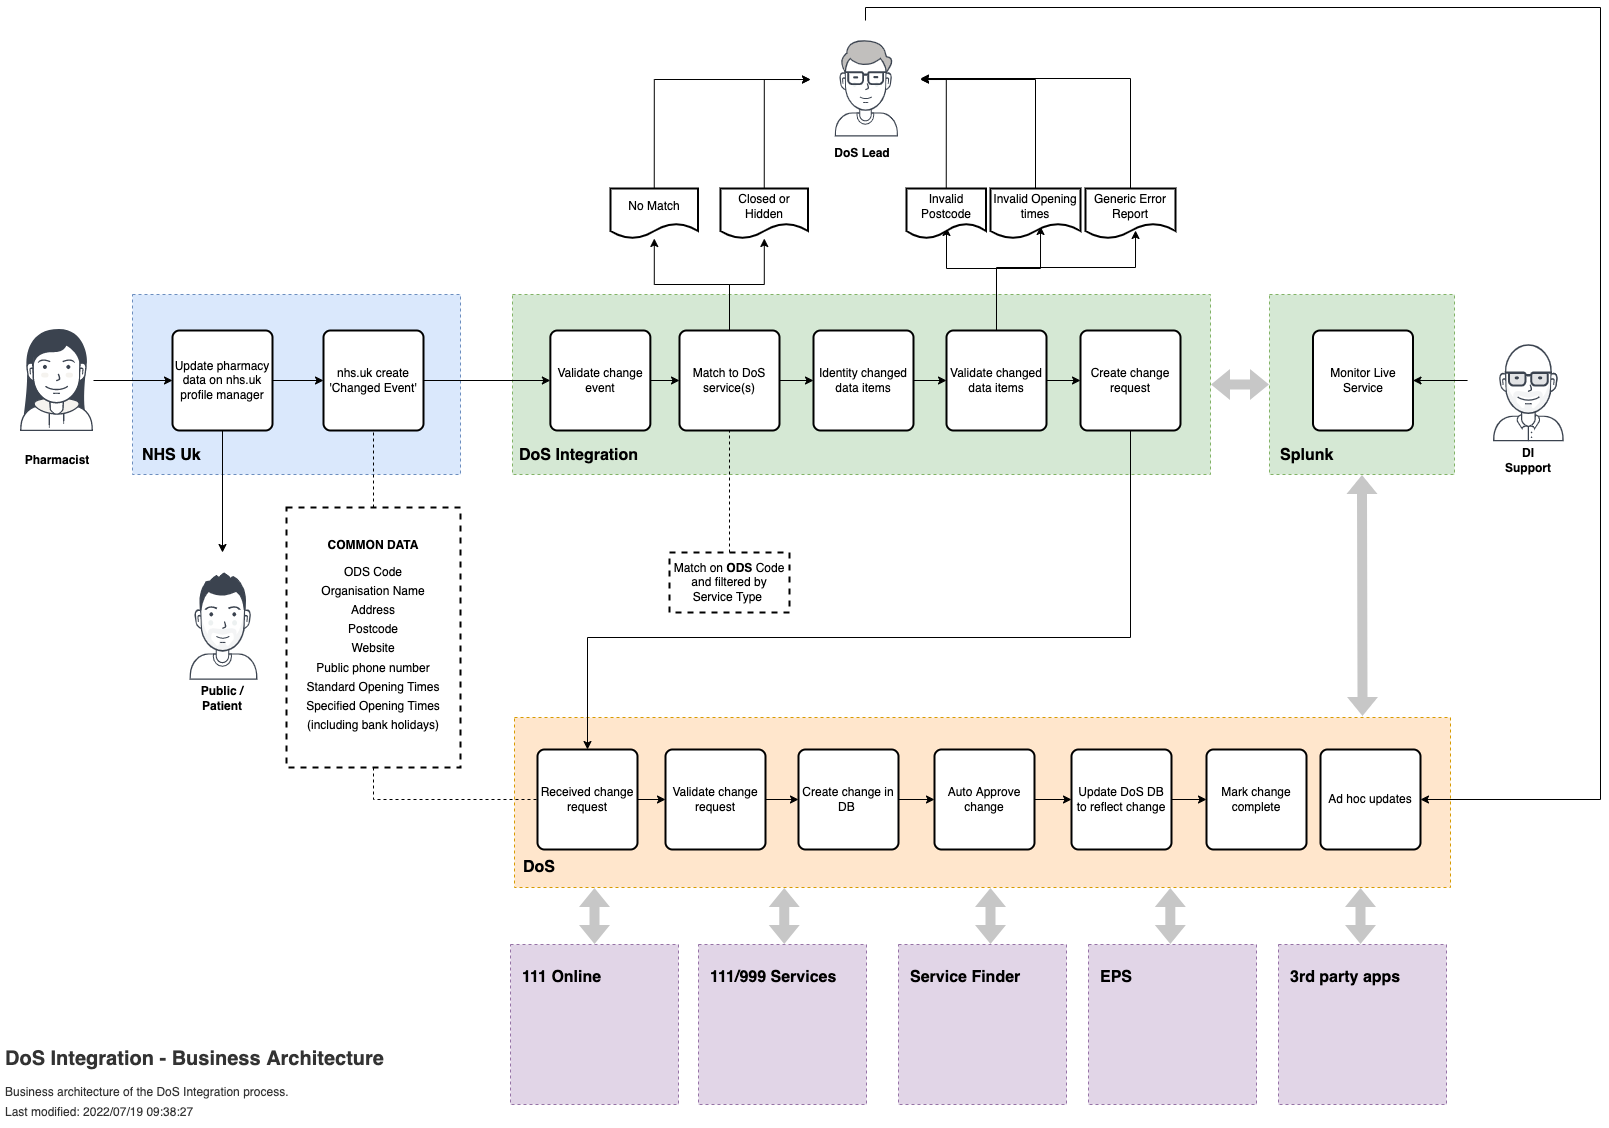 DoS Lead
No Match
Closed or
Hidden
Invalid
Postcode
Invalid Opening
times
Generic Error
Report
Pharmacist
Update pharmacy
data on nhs.uk
profile manager
nhs.uk create
'Changed Event'
NHS Uk
Validate change
event
Match to DoS
service(s)
Identity changed
data items
Validate changed
data items
Create change
request
DoS Integration
Monitor Live
Service
Splunk
DI
Support
Public /
Patient
COMMON DATA
ODS Code
Organisation Name
Address
Postcode
Website
Public phone number
Standard Opening Times
Specified Opening Times
(including bank holidays)
Match on ODS Code
and filtered by
Service Type
Received change
request
Validate change
request
Create change in
DB
Auto Approve
change
Update DoS DB
to reflect change
Mark change
complete
Ad hoc updates
DoS
111 Online
111/999 Services
Service Finder
EPS
3rd party apps
DoS Integration - Business Architecture
Business architecture of the DoS Integration process.
Last modified: 2022/07/19 09:38:27